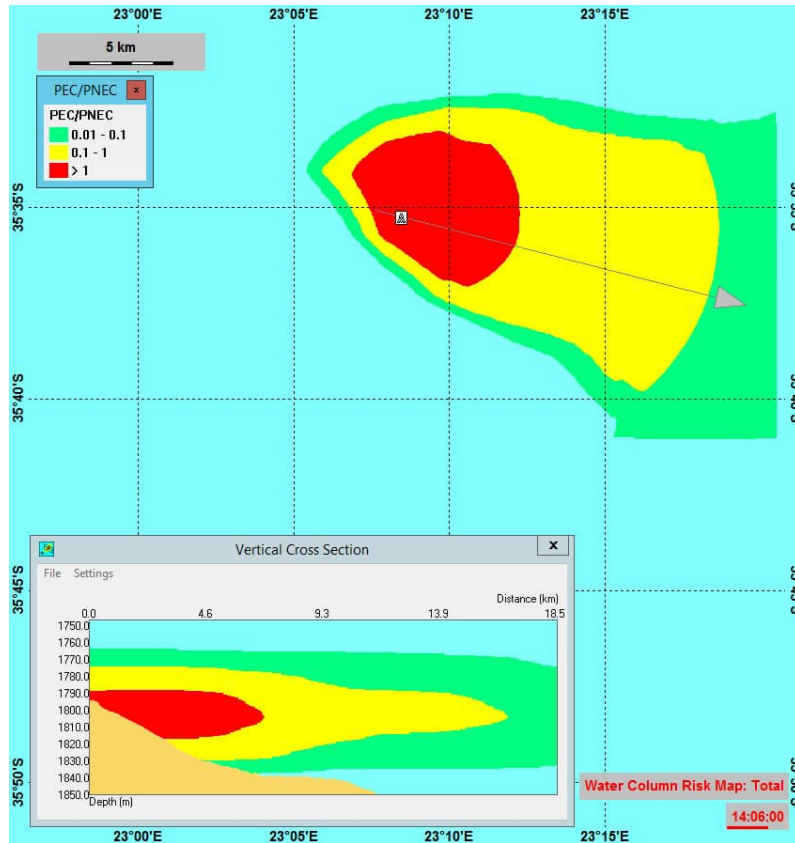 23°00'E 23°05'E 23°10'E 23°15'E
5 km
PEC/PNEC x
PEC/PNEC
0.01 - 0.1
0.1 - 1
> 1
35°35'S
35°40'S
35°45'S
35°50'S
Vertical Cross Section x
File Settings
Distance (km)
0.0 4.6 9.3 13.9 18.5
1750.0
1760.0
1770.0
1780.0
1790.0
1800.0
1810.0
1820.0
1830.0
1840.0
1850.0
Depth (m)
Water Column Risk Map: Total
14:06:00
23°00'E 23°05'E 23°10'E 23°15'E